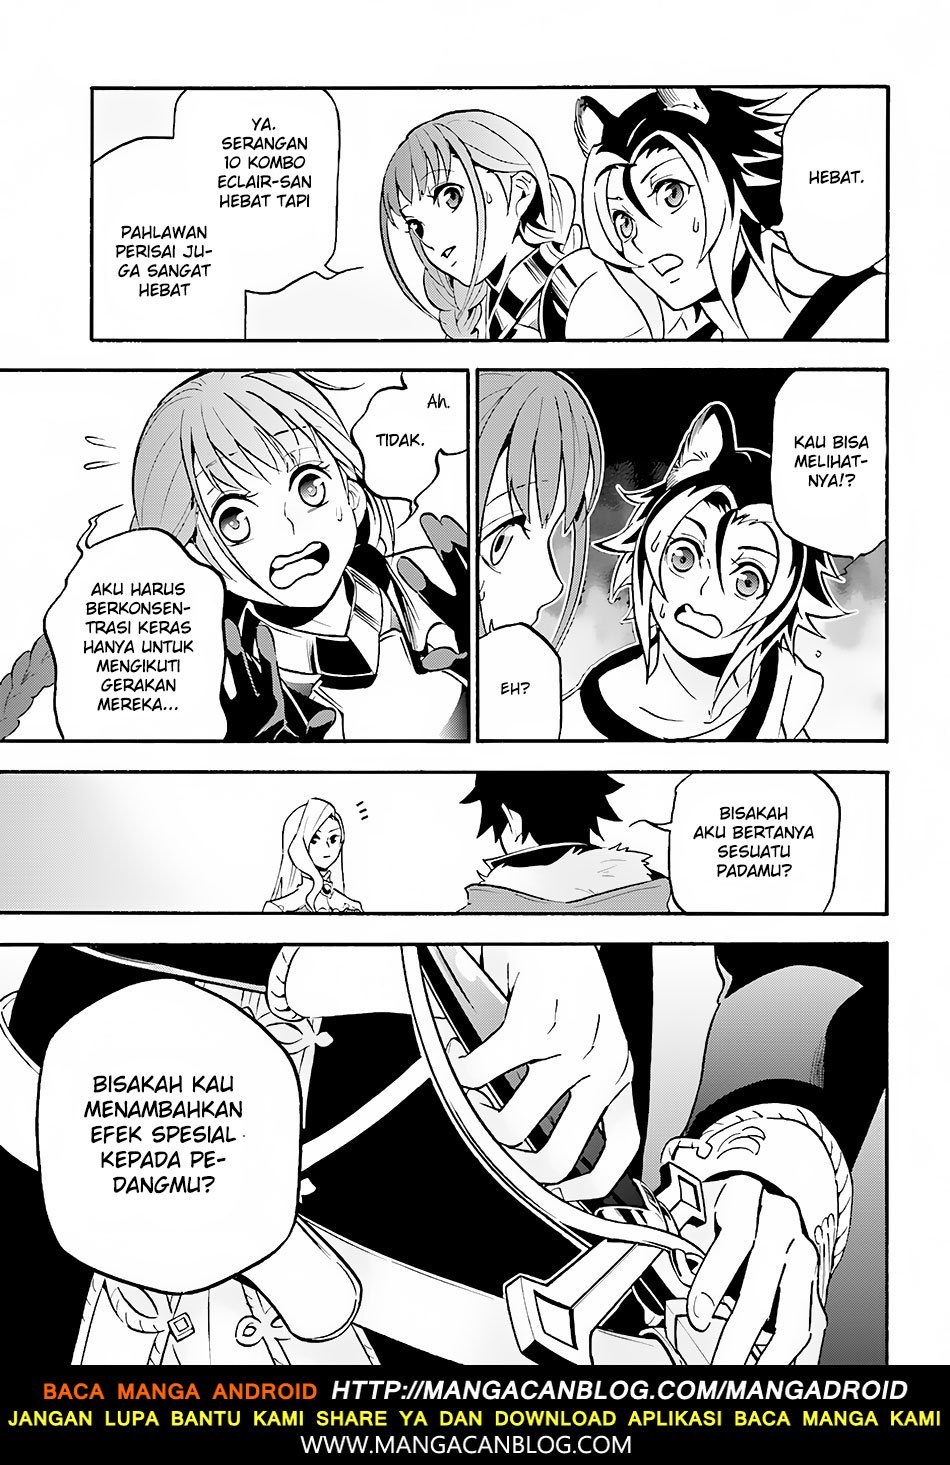 HEBAT.
YA.
SERANGAN
10 KOMBO
ECLAIR-SAN
HEBAT TAPI
PAHLAWAN
PERISAI JU-
GA SANGAT
HEBAT
KAU BISA
MELIHAT-
NYA!?
EH?
Ah.
TIDAK.
AKU HARUS
BERKONSEN-
TRASI KERAS
HANYA UNTUK
MENGIKUTI
GERAKAN
MEREKA...
BISAKAH
AKU BERTANYA
SESUATU
PADAMU?
BISAKAH KAU
MENAMBAHKAN
EFEK SPESIAL
KEPADA PE-
DANGMU?
BACA MANGA ANDROID HTTP://MANGACANBLOG.COM/MANGADROID
JANGAN LUPA BANTU KAMI SHARE YA DAN DOWNLOAD APLIKASI BACA MANGA KAMI
WWW.MANGACANBLOG.COM